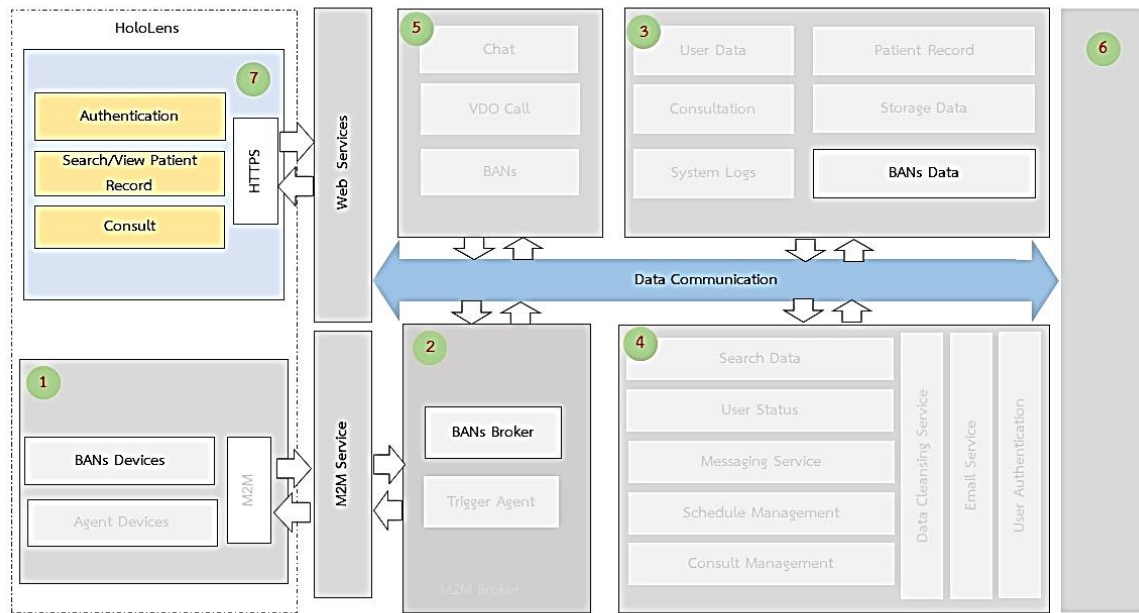 HoloLens
7
Authentication
Search/View Patient
Record
Consult
HTTPS
Web Services
5
Chat
VDO Call
BANs
3
User Data
Patient Record
Consultation
Storage Data
System Logs
BANs Data
6
Data Communication
1
BANs Devices
Agent Devices
M2M
M2M Service
2
BANs Broker
Trigger Agent
M2M Broker
4
Search Data
User Status
Messaging Service
Schedule Management
Consult Management
Data Cleansing Service
Email Service
User Authentication